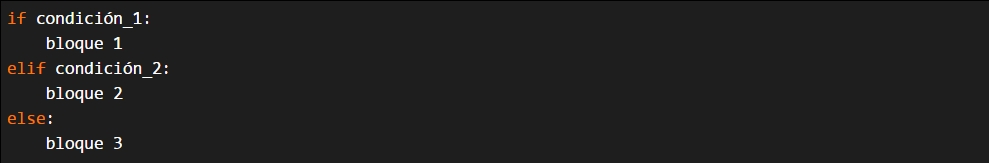 if condición_1:
    bloque 1
elif condición_2:
    bloque 2
else:
    bloque 3